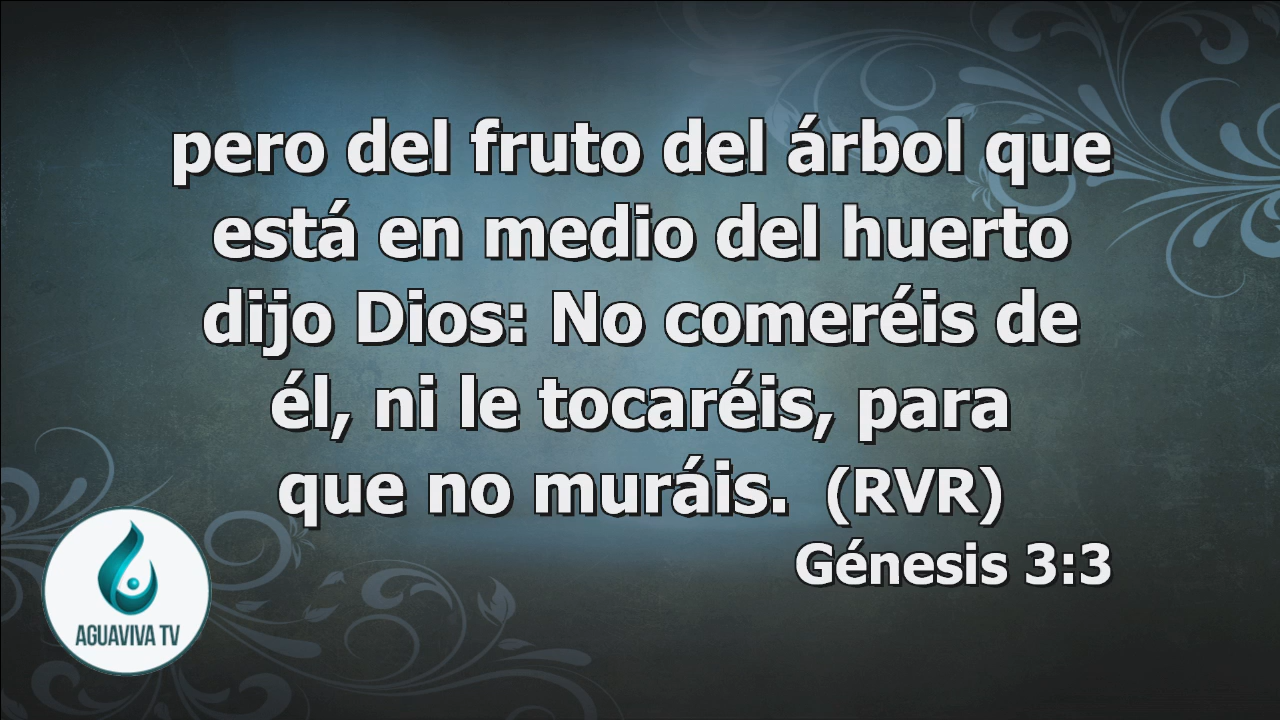 pero del fruto del árbol que
está en medio del huerto
dijo Dios: No comeréis de
él, ni le tocaréis, para
que no muráis. (RVR)
Génesis 3:3
AGUAVIVA TV